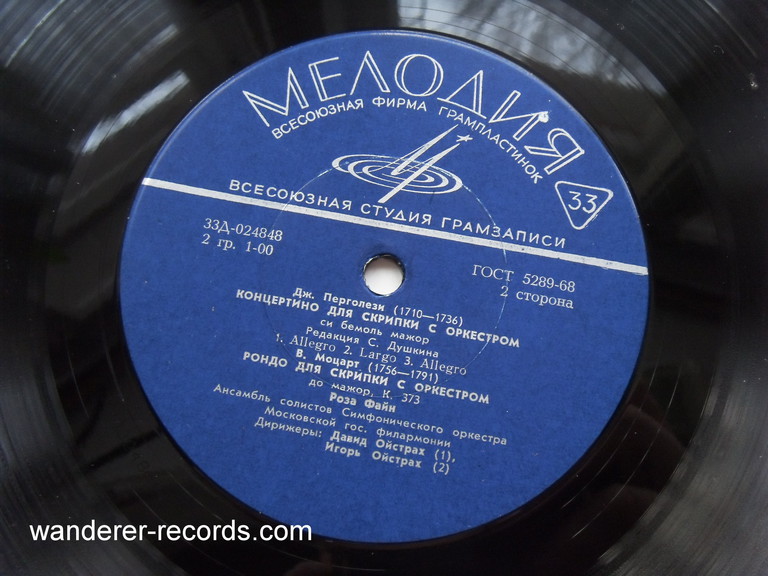 МЕЛОДИЯ
ВСЕСОЮЗНАЯ ФИРМА ГРАМПЛАСТИНОК
33
ВСЕСОЮЗНАЯ СТУДИЯ ГРАМЗАПИСИ
33Д-024848
2 гр. 1-00
ГОСТ 5289-68
2 сторона
Дж. Перголези (1710—1736)
КОНЦЕРТИНО ДЛЯ СКРИПКИ С ОРКЕСТРОМ
си бемоль мажор
Редакция С. Душкина
1. Allegro 2. Largo 3. Allegro
В. Моцарт (1756—1791)
РОНДО ДЛЯ СКРИПКИ С ОРКЕСТРОМ
до мажор, К. 373
Роза Файн
Ансамбль солистов Симфонического оркестра
Московской гос. филармонии
Дирижеры: Давид Ойстрах (1),
Игорь Ойстрах (2)
wanderer-records.com